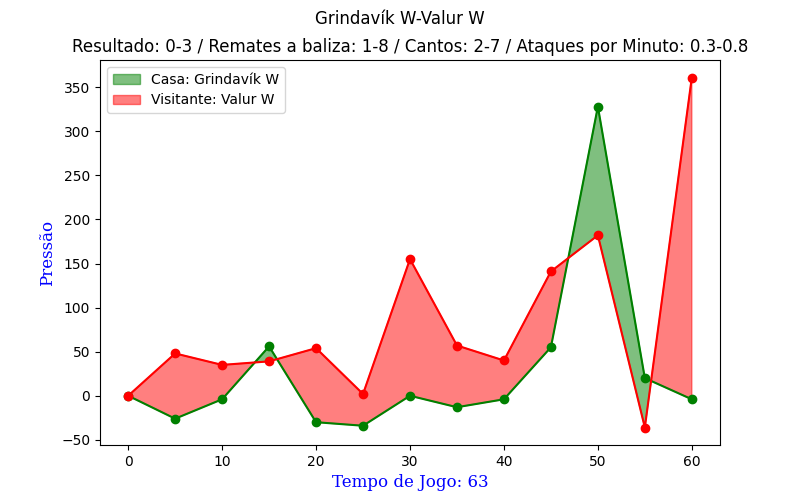 Grindavík W-Valur W
Resultado: 0-3 / Remates a baliza: 1-8 / Cantos: 2-7 / Ataques por Minuto: 0.3-0.8
Casa: Grindavík W
Visitante: Valur W
350
300
250
200
150
100
50
0
−50
Pressão
0 10 20 30 40 50 60
Tempo de Jogo: 63